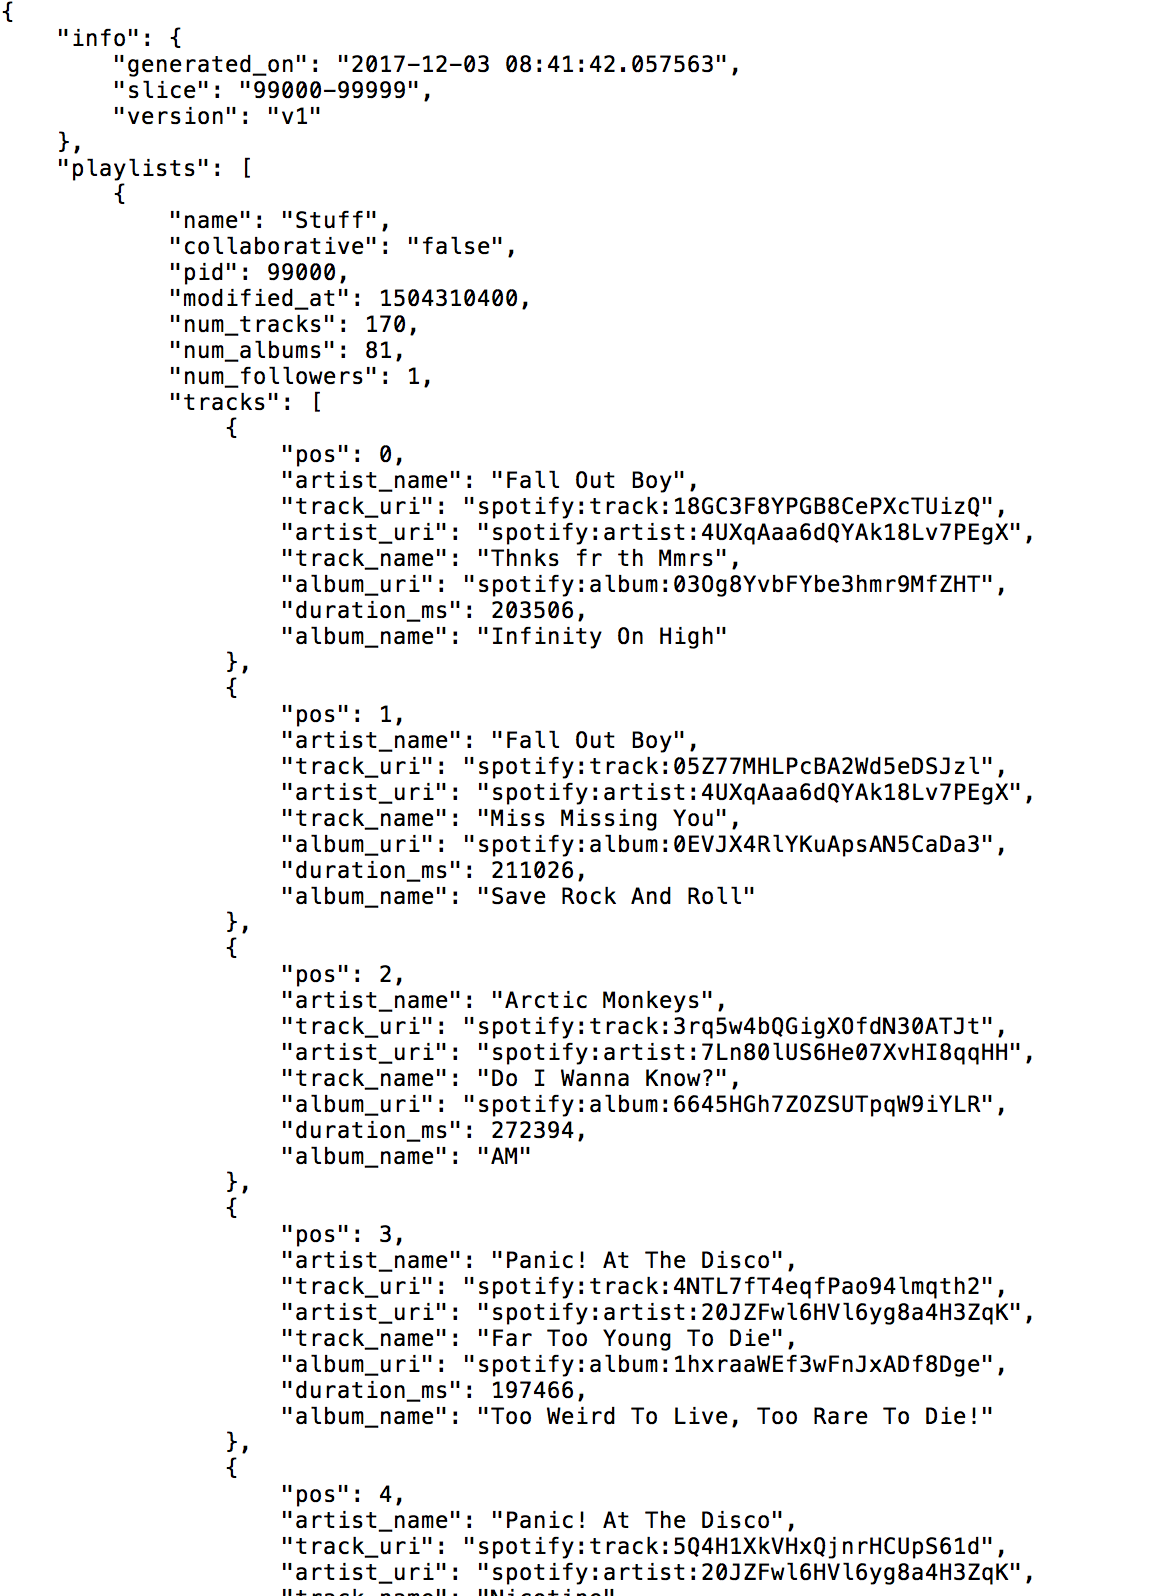 {
"info": {
"generated_on": "2017-12-03 08:41:42.057563",
"slice": "99000-99999",
"version": "v1"
},
"playlists": [
{
"name": "Stuff",
"collaborative": "false",
"pid": 99000,
"modified_at": 1504310400,
"num_tracks": 170,
"num_albums": 81,
"num_followers": 1,
"tracks": [
{
"pos": 0,
"artist_name": "Fall Out Boy",
"track_uri": "spotify:track:18GC3F8YPGB8CePXcTUizQ",
"artist_uri": "spotify:artist:4UXqAaa6dQYAk18Lv7PEgX",
"track_name": "Thnks fr th Mmrs",
"album_uri": "spotify:album:03Og8YvbFYbe3hmr9MfZHT",
"duration_ms": 203506,
"album_name": "Infinity On High"
},
{
"pos": 1,
"artist_name": "Fall Out Boy",
"track_uri": "spotify:track:05Z77MHLPcBA2Wd5eDSJzl",
"artist_uri": "spotify:artist:4UXqAaa6dQYAk18Lv7PEgX",
"track_name": "Miss Missing You",
"album_uri": "spotify:album:0EVJX4RlYKuApsAN5CaDa3",
"duration_ms": 211026,
"album_name": "Save Rock And Roll"
},
{
"pos": 2,
"artist_name": "Arctic Monkeys",
"track_uri": "spotify:track:3rq5w4bQGigXOfdN30ATJt",
"artist_uri": "spotify:artist:7Ln80lUS6He07XvHI8qqHH",
"track_name": "Do I Wanna Know?",
"album_uri": "spotify:album:6645HGh7ZOZSUTpqW9iYLR",
"duration_ms": 272394,
"album_name": "AM"
},
{
"pos": 3,
"artist_name": "Panic! At The Disco",
"track_uri": "spotify:track:4NTL7fT4eqfPao94lmqth2",
"artist_uri": "spotify:artist:20JZFwl6HVl6yg8a4H3ZqK",
"track_name": "Far Too Young To Die",
"album_uri": "spotify:album:1hxraaWEf3wFnJxADf8Dge",
"duration_ms": 197466,
"album_name": "Too Weird To Live, Too Rare To Die!"
},
{
"pos": 4,
"artist_name": "Panic! At The Disco",
"track_uri": "spotify:track:5Q4H1XkVHxQjnrHCUpS61d",
"artist_uri": "spotify:artist:20JZFwl6HVl6yg8a4H3ZqK",
"track_name": "Nicotine"